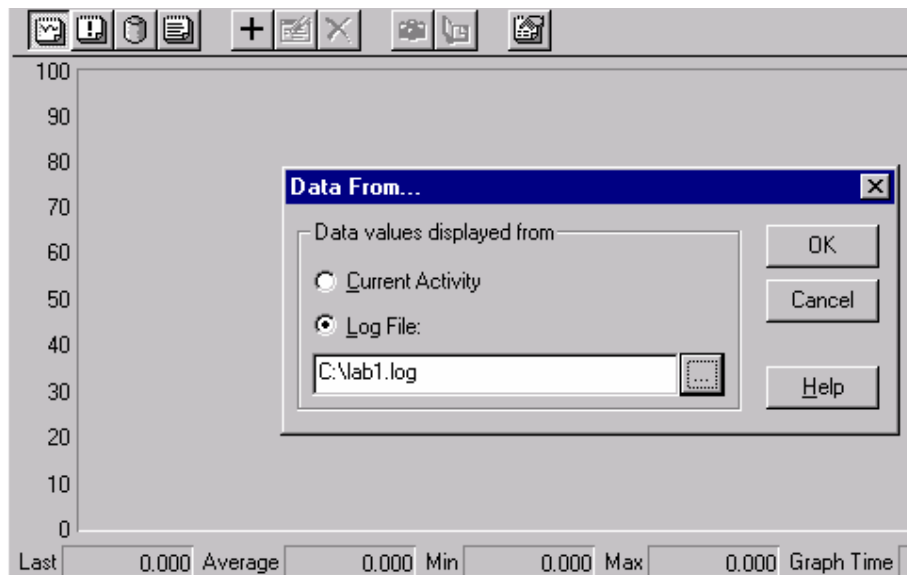 100
90
80
70
60
50
40
30
20
10
0
Data From...
Data values displayed from
Current Activity
Log File:
C:\lab1.log
...
OK
Cancel
Help
Last 0.000 Average 0.000 Min 0.000 Max 0.000 Graph Time